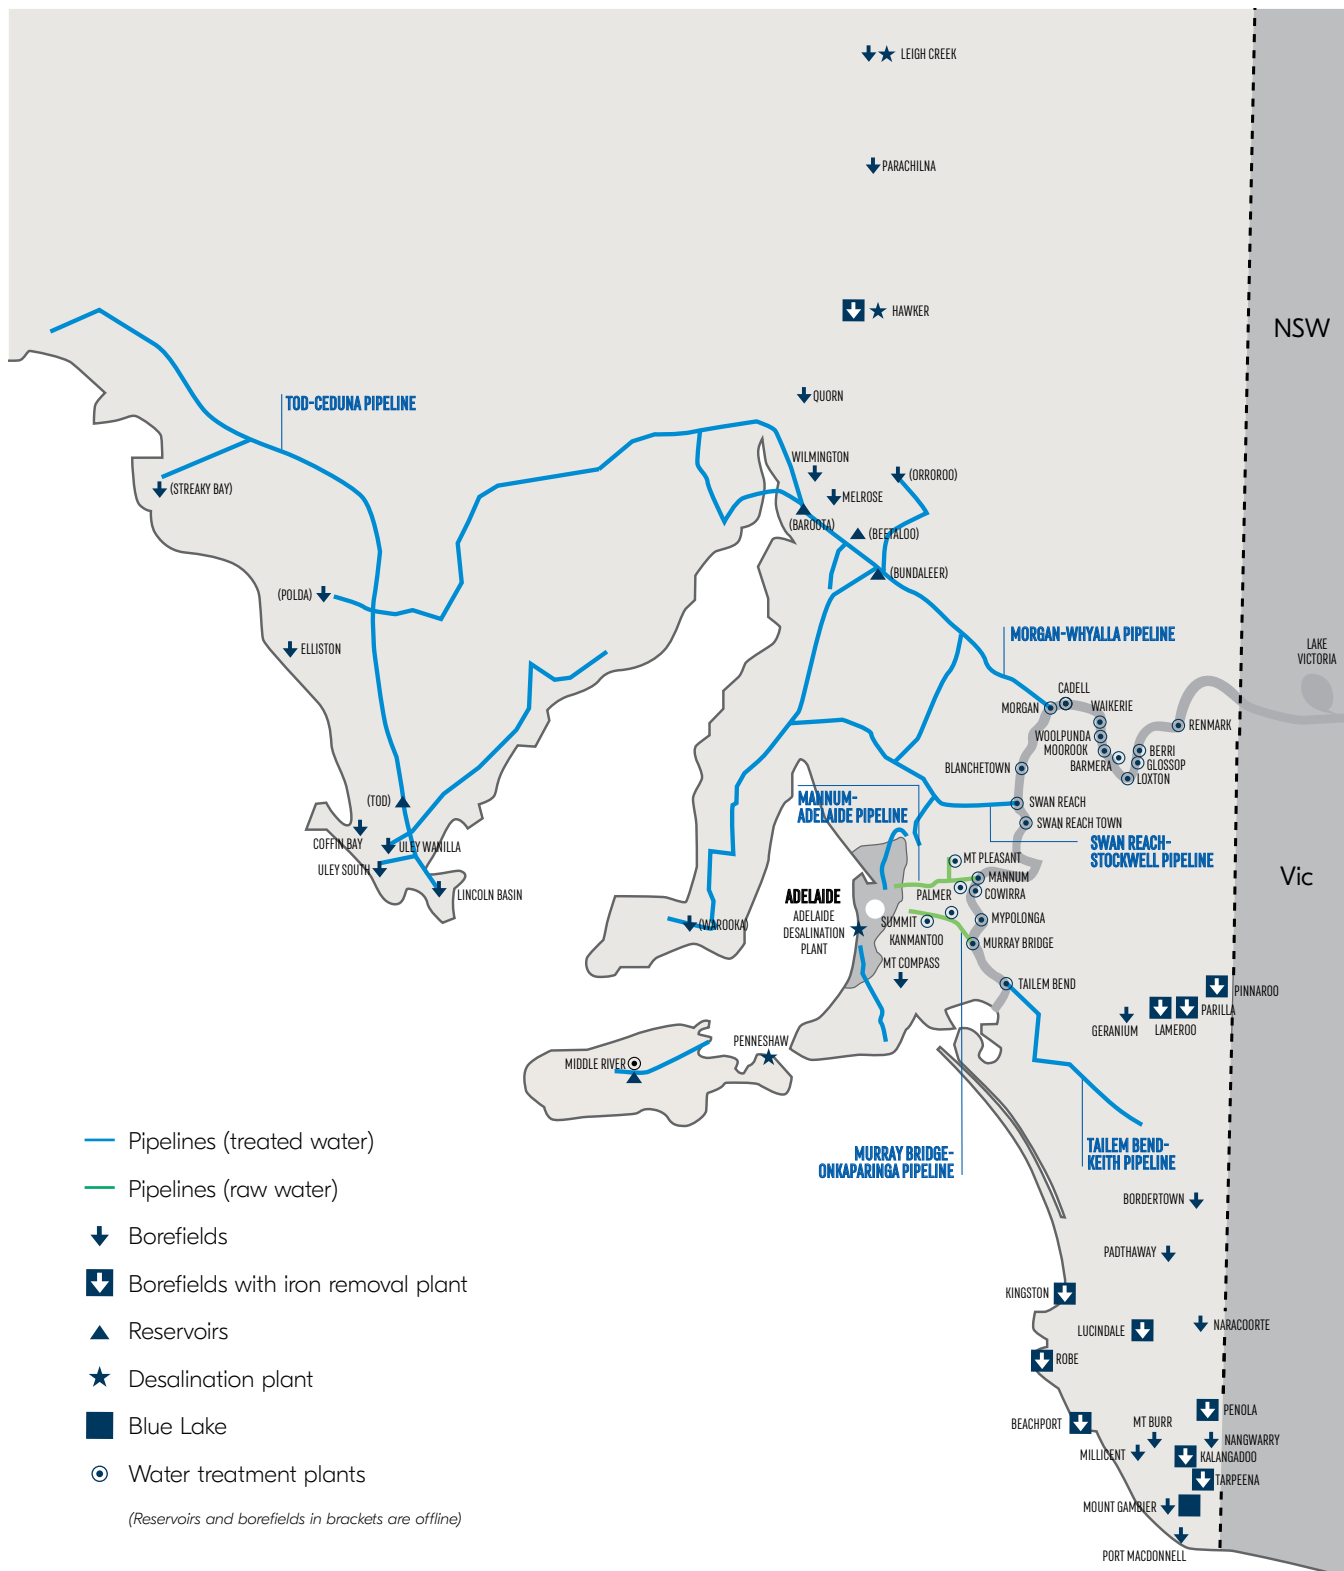 LEIGH CREEK
PARACHILNA
HAWKER
NSW
QUORN
TOD-CEDUNA PIPELINE
WILMINGTON
(ORROROO)
(STREAKY BAY)
MELROSE
(BAROOTA)
(BEETALOO)
(BUNDALEER)
(POLDA)
ELLISTON
MORGAN-WHYALLA PIPELINE
LAKE
VICTORIA
CADELL
MORGAN
WAIKERIE
RENMARK
WOOLPUNDA
MOOROOK
BERRI
BARMERA
GLOSSOP
LOXTON
BLANCHETOWN
(TOD)
MANNUM-
ADELAIDE PIPELINE
SWAN REACH
SWAN REACH TOWN
COFFIN BAY
ULEY WANILLA
SWAN REACH-
STOCKWELL PIPELINE
ULEY SOUTH
MT PLEASANT
MANNUM
Vic
LINCOLN BASIN
ADELAIDE
PALMER
COWIRRA
ADELAIDE
DESALINATION
PLANT
(WAROOKA)
SUMMIT
MYPOLONGA
KANMANTOO
MURRAY BRIDGE
MT COMPASS
TAILEM BEND
PINNAROO
PARILLA
GERANIUM
LAMEROO
PENNESHAW
MIDDLE RIVER
Pipelines (treated water)
MURRAY BRIDGE-
ONKAPARINGA PIPELINE
TAILEM BEND-
KEITH PIPELINE
Pipelines (raw water)
BORDERTOWN
Borefields
PADTHAWAY
Borefields with iron removal plant
KINGSTON
Reservoirs
LUCINDALE
NARACOORTE
ROBE
Desalination plant
PENOLA
Blue Lake
BEACHPORT
MT BURR
NANGWARRY
MILLICENT
KALANGADOO
Water treatment plants
TARPEENA
MOUNT GAMBIER
(Reservoirs and borefields in brackets are offline)
PORT MACDONNELL